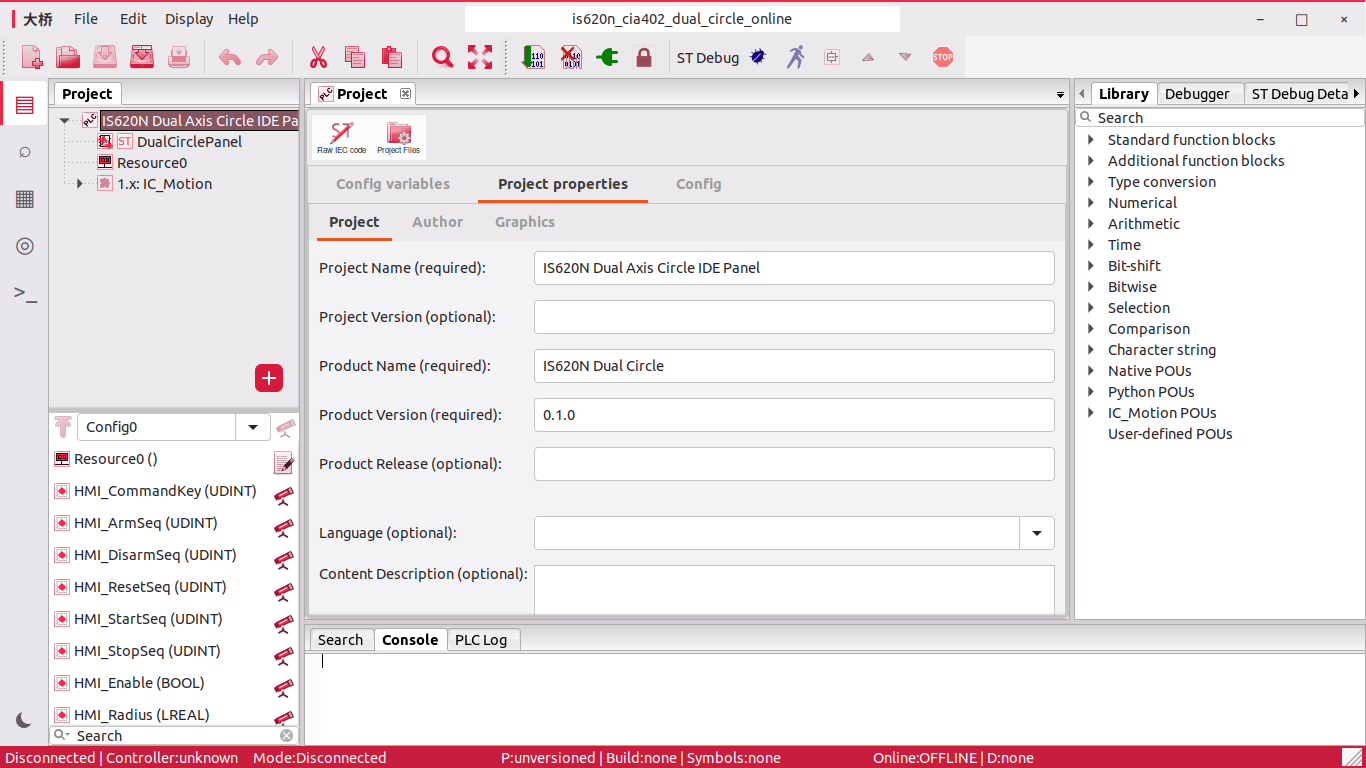 大桥 File Edit Display Help is620n_cia402_dual_circle_online
ST Debug STOP
Project
IS620N Dual Axis Circle IDE Pa
ST DualCirclePanel
Resource0
1.x: IC_Motion
Config0
Resource0 ()
HMI_CommandKey (UDINT)
HMI_ArmSeq (UDINT)
HMI_DisarmSeq (UDINT)
HMI_ResetSeq (UDINT)
HMI_StartSeq (UDINT)
HMI_StopSeq (UDINT)
HMI_Enable (BOOL)
HMI_Radius (LREAL)
Search
Project
ST
Raw IEC code Project Files
Config variables Project properties Config
Project Author Graphics
Project Name (required): IS620N Dual Axis Circle IDE Panel
Project Version (optional):
Product Name (required): IS620N Dual Circle
Product Version (required): 0.1.0
Product Release (optional):
Language (optional):
Content Description (optional):
Search Console PLC Log
Library Debugger ST Debug Deta
Search
Standard function blocks
Additional function blocks
Type conversion
Numerical
Arithmetic
Time
Bit-shift
Bitwise
Selection
Comparison
Character string
Native POUs
Python POUs
IC_Motion POUs
User-defined POUs
Disconnected | Controller:unknown Mode:Disconnected P:unversioned | Build:none | Symbols:none Online:OFFLINE | D:none